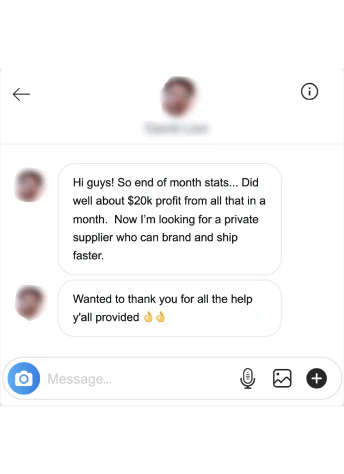 Hi guys! So end of month stats... Did
well about $20k profit from all that in a
month.  Now I'm looking for a private
supplier who can brand and ship
faster.
Wanted to thank you for all the help
y'all provided 👌👌
Message...